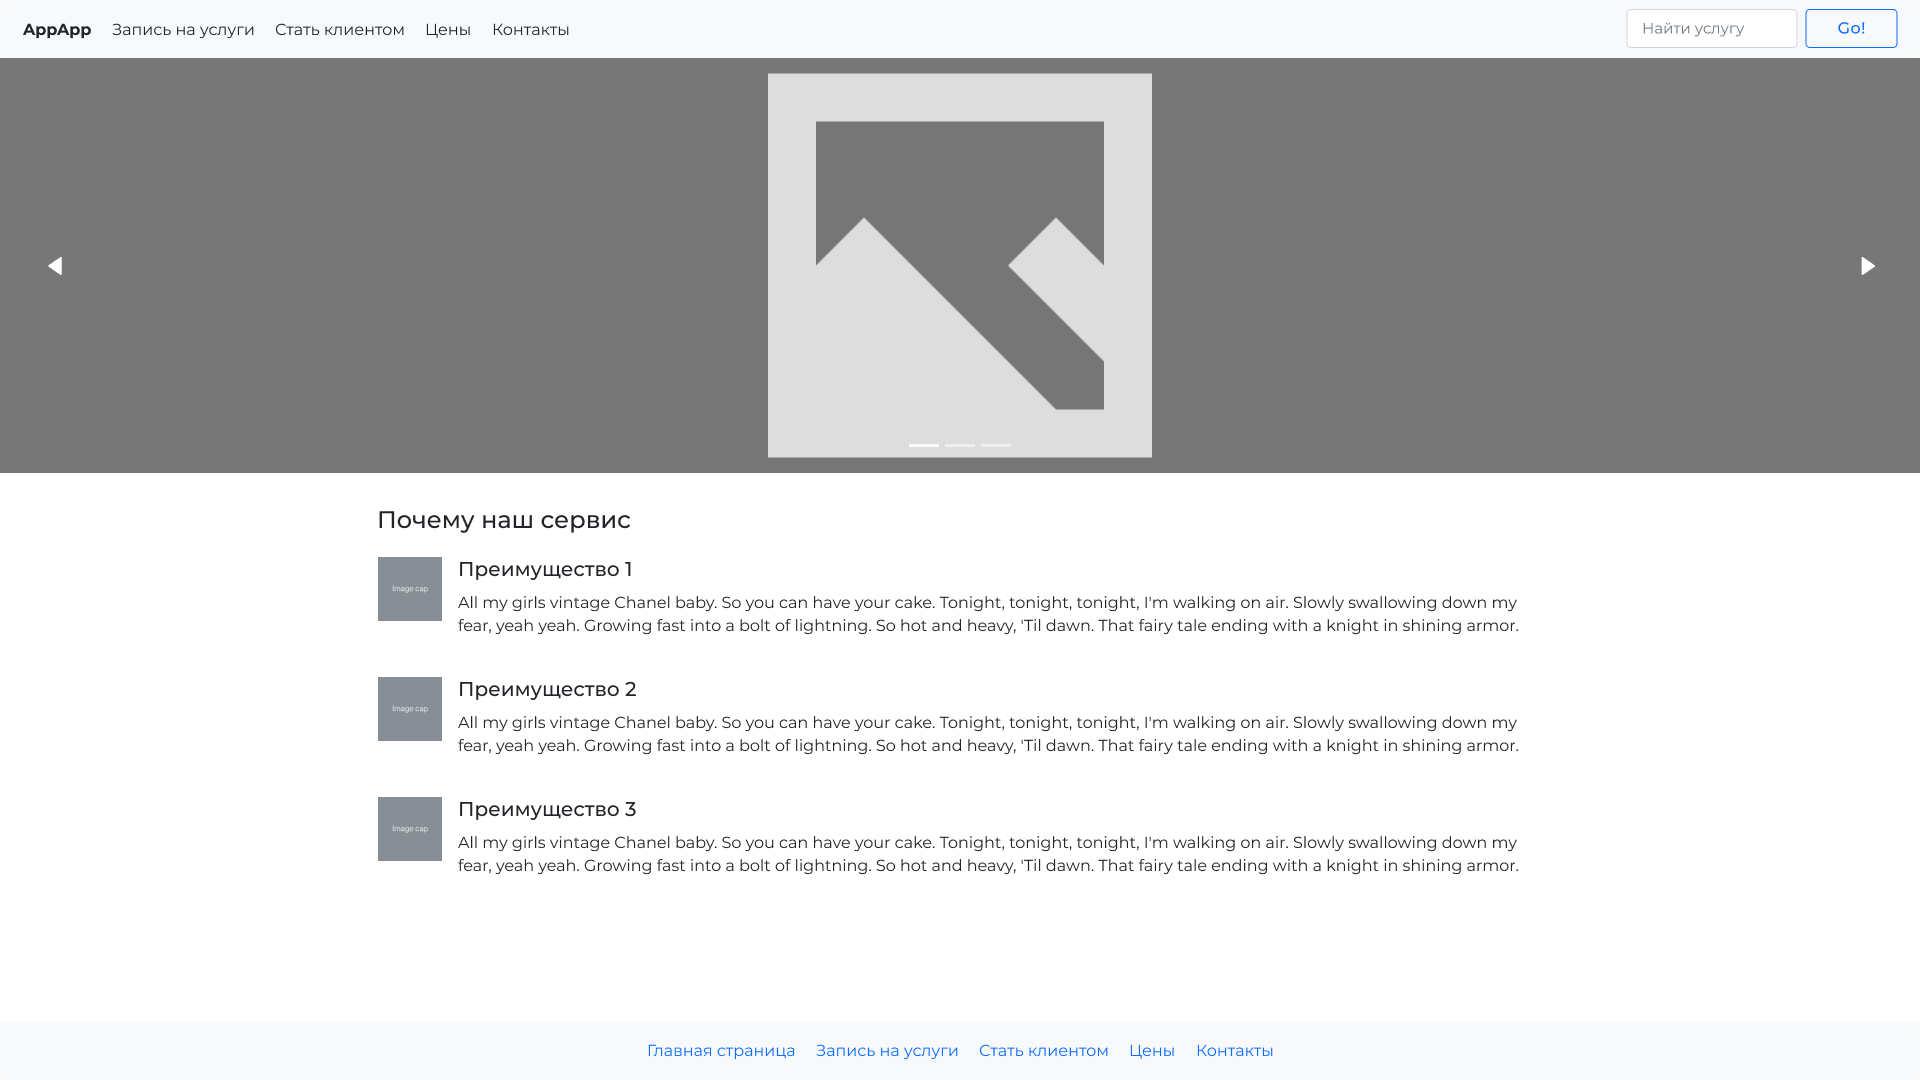 AppApp Запись на услуги Стать клиентом Цены Контакты Найти услугу Go!
Почему наш сервис
Image cap
Преимущество 1
All my girls vintage Chanel baby. So you can have your cake. Tonight, tonight, tonight, I'm walking on air. Slowly swallowing down my
fear, yeah yeah. Growing fast into a bolt of lightning. So hot and heavy, 'Til dawn. That fairy tale ending with a knight in shining armor.
Image cap
Преимущество 2
All my girls vintage Chanel baby. So you can have your cake. Tonight, tonight, tonight, I'm walking on air. Slowly swallowing down my
fear, yeah yeah. Growing fast into a bolt of lightning. So hot and heavy, 'Til dawn. That fairy tale ending with a knight in shining armor.
Image cap
Преимущество 3
All my girls vintage Chanel baby. So you can have your cake. Tonight, tonight, tonight, I'm walking on air. Slowly swallowing down my
fear, yeah yeah. Growing fast into a bolt of lightning. So hot and heavy, 'Til dawn. That fairy tale ending with a knight in shining armor.
Главная страница Запись на услуги Стать клиентом Цены Контакты